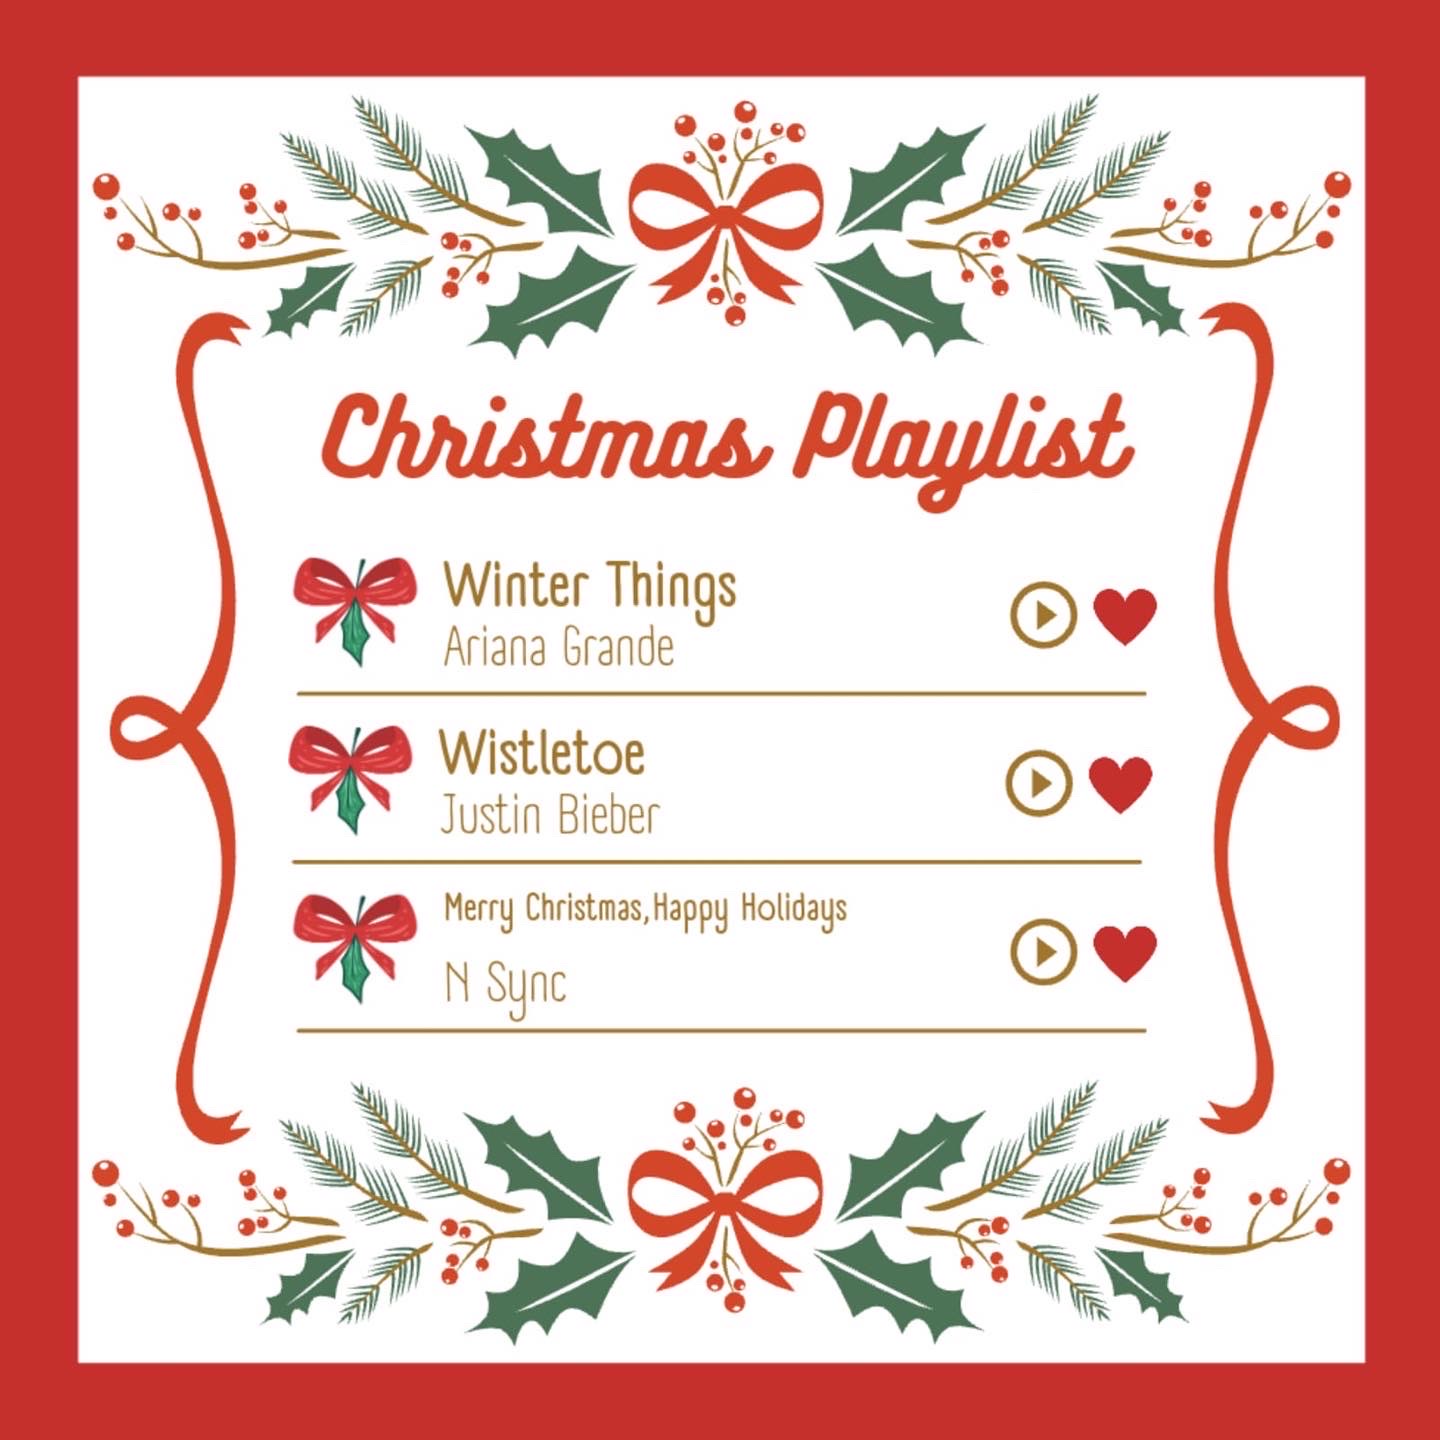 Christmas Playlist
Winter Things
Ariana Grande
Wistletoe
Justin Bieber
Merry Christmas,Happy Holidays
N Sync